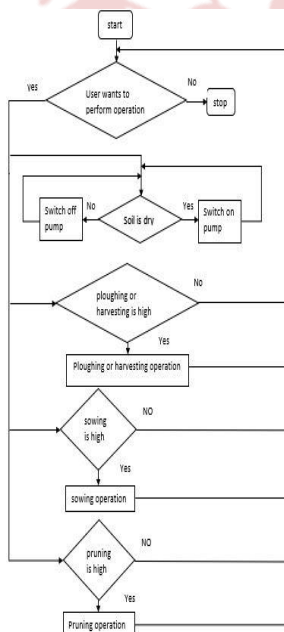 start
yes
User wants to
perform operation
No
stop
Switch off
pump
No
Soil is dry
Yes
Switch on
pump
ploughing or
harvesting is high
No
Yes
Ploughing or harvesting operation
sowing
is high
NO
Yes
sowing operation
pruning
is high
NO
Yes
Pruning operation